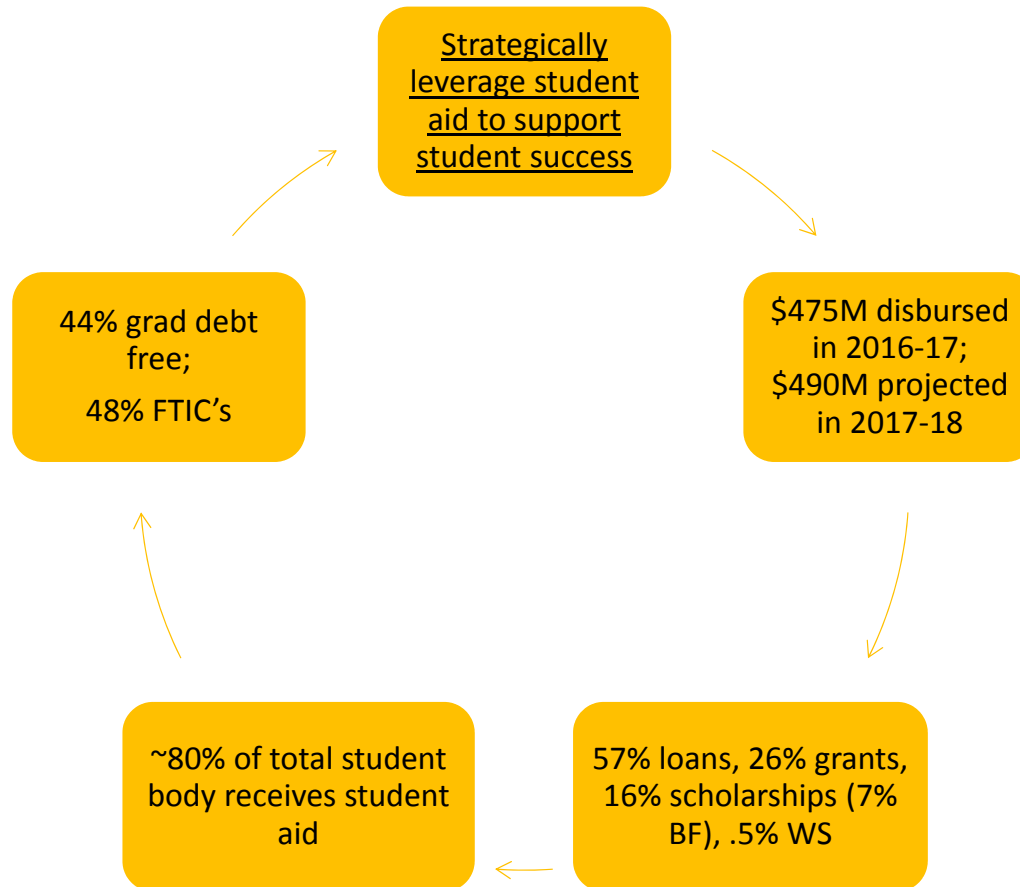 Strategically
leverage student
aid to support
student success
$475M disbursed
in 2016-17;
$490M projected
in 2017-18
57% loans, 26% grants,
16% scholarships (7%
BF), .5% WS
~80% of total student
body receives student
aid
44% grad debt
free;
48% FTIC’s